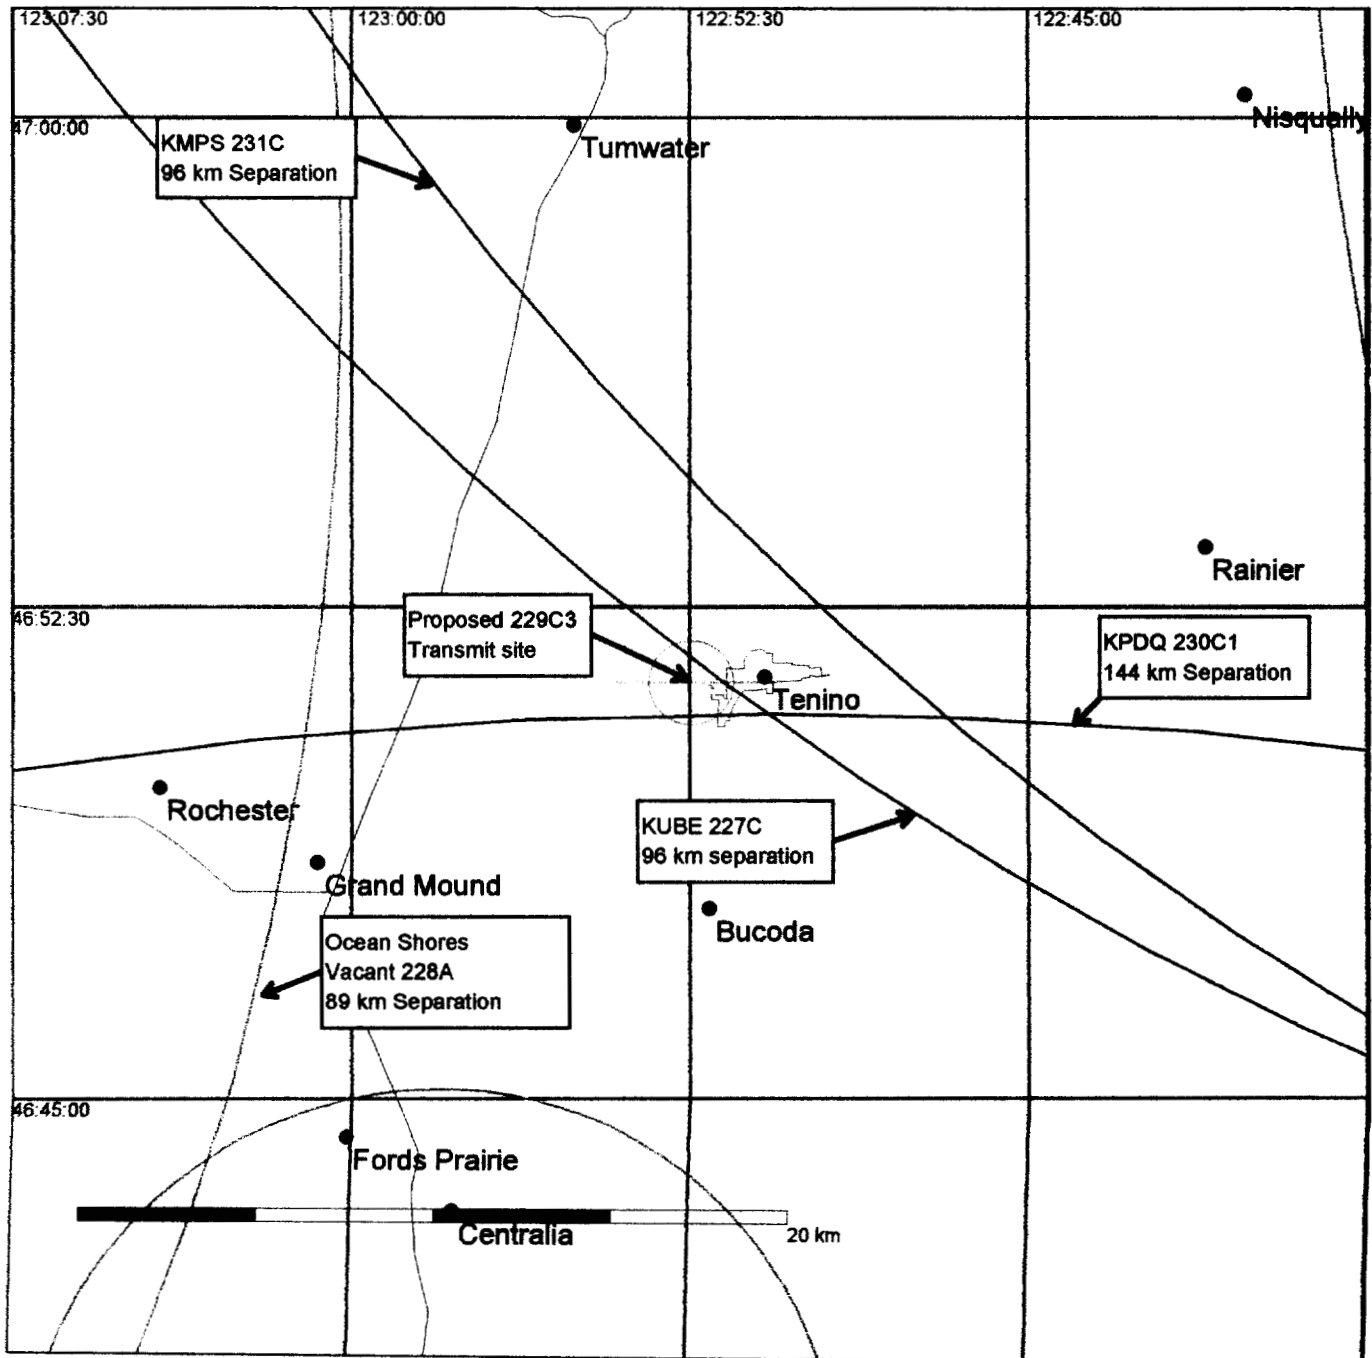 123:07:30
123:00:00
122:52:30
122:45:00
47:00:00
Nisqually
KMPS 231C
96 km Separation
Tumwater
Rainier
46:52:30
Proposed 229C3
Transmit site
KPDQ 230C1
144 km Separation
Tenino
Rochester
KUBE 227C
96 km separation
Grand Mound
Bucoda
Ocean Shores
Vacant 228A
89 km Separation
46:45:00
Fords Prairie
Centralia
20 km